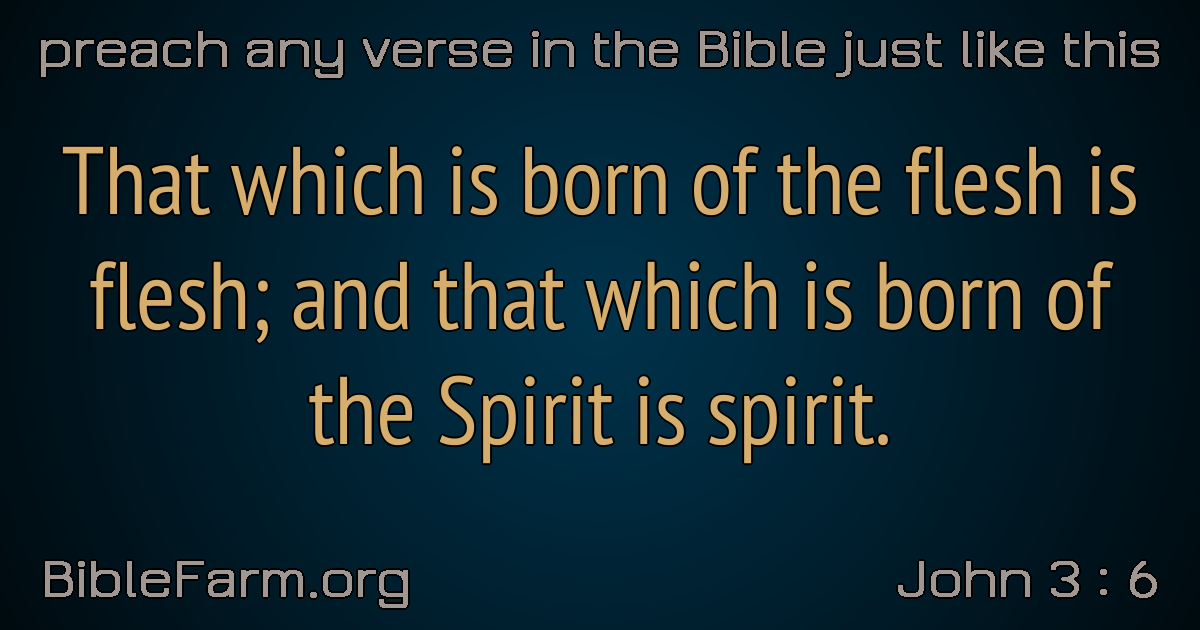 preach any verse in the Bible just like this
That which is born of the flesh is
flesh; and that which is born of
the Spirit is spirit.
BibleFarm.org
John 3 : 6